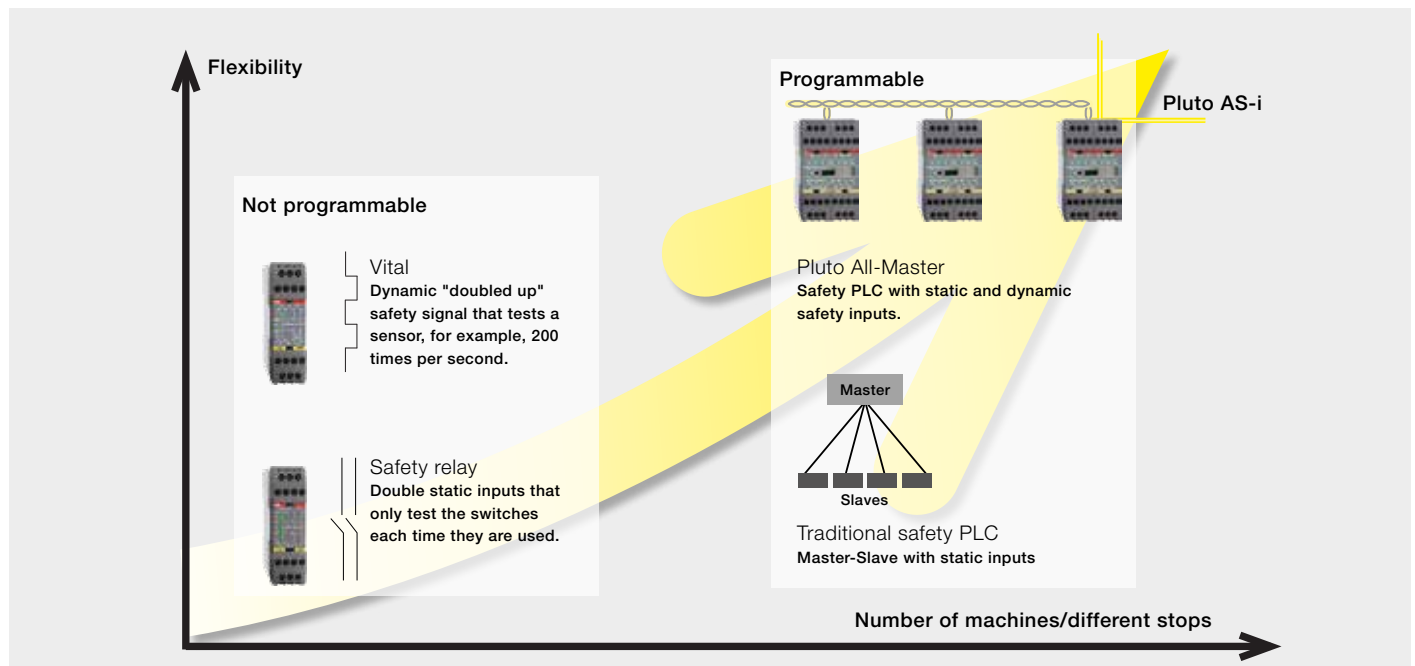 Flexibility
Programmable
Pluto AS-i
Not programmable
Vital
Dynamic "doubled up"
safety signal that tests a
sensor, for example, 200
times per second.
Pluto All-Master
Safety PLC with static and dynamic
safety inputs.
Master
Slaves
Safety relay
Double static inputs that
only test the switches
each time they are used.
Traditional safety PLC
Master-Slave with static inputs
Number of machines/different stops